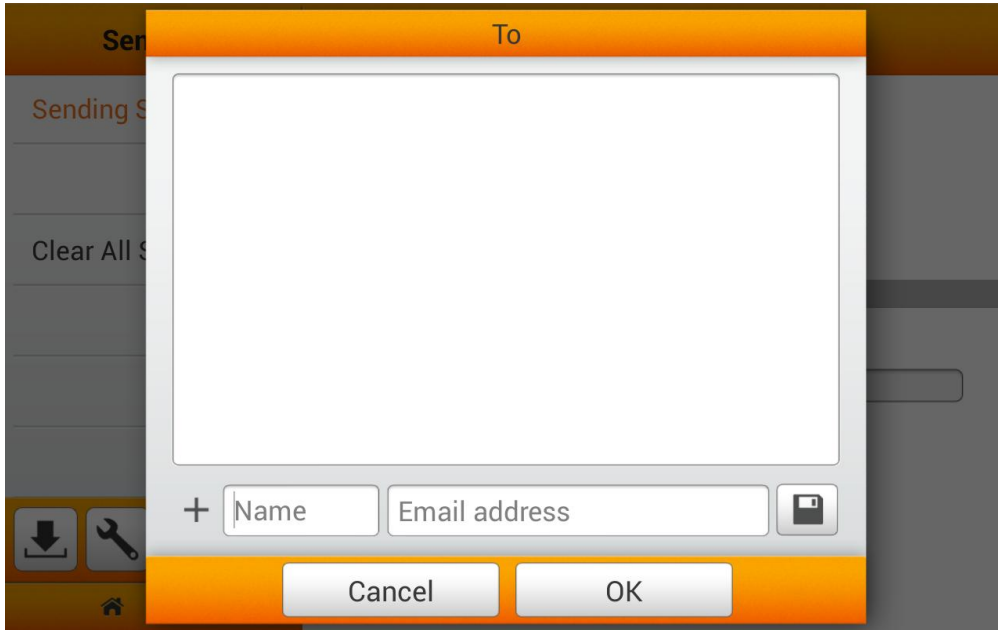 Sen
To
Sending S
Clear All S
Name
Email address
Cancel
OK